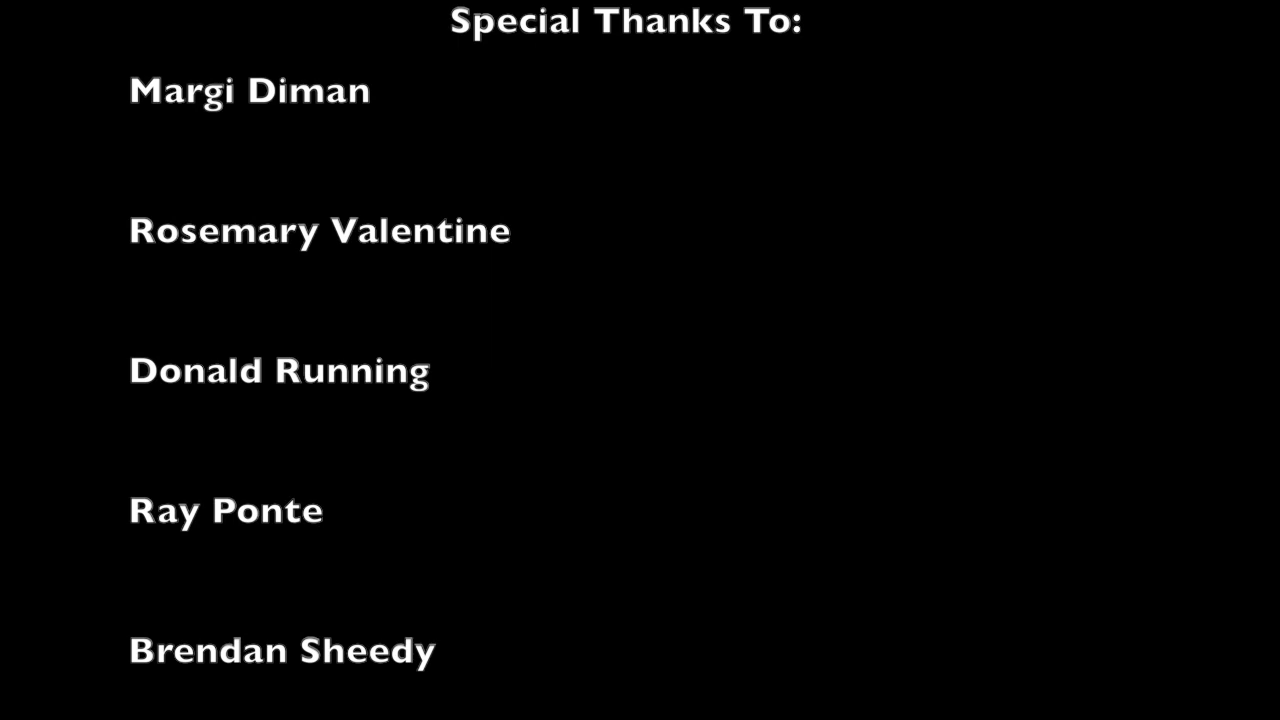 Special Thanks To:
Margi Diman
Rosemary Valentine
Donald Running
Ray Ponte
Brendan Sheedy